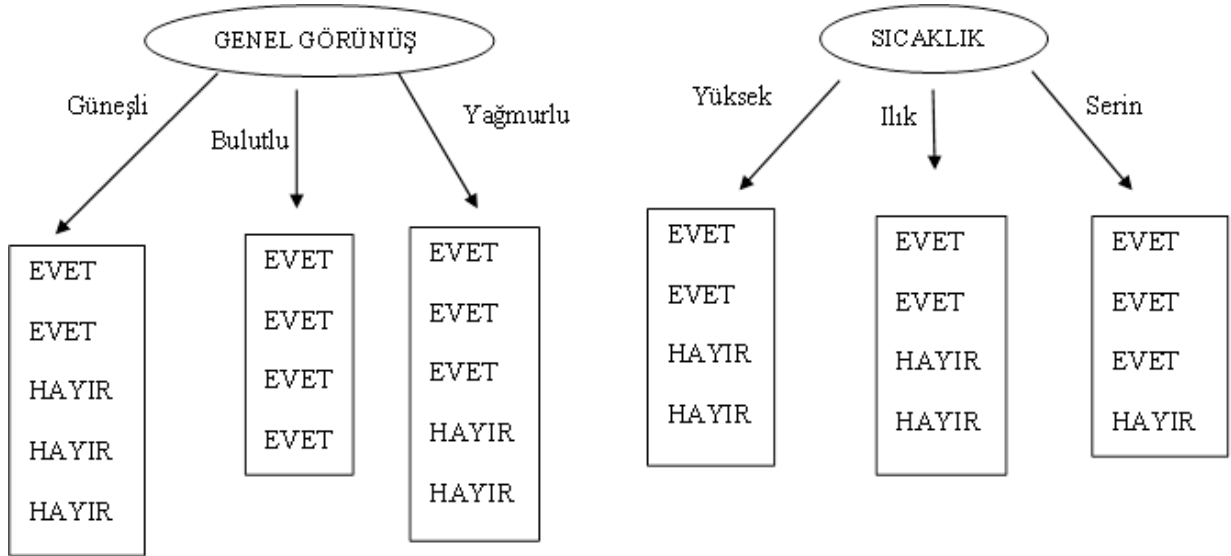 GENEL GÖRÜNÜŞ
Güneşli
Bulutlu
Yağmurlu
EVET
EVET
HAYIR
HAYIR
HAYIR
EVET
EVET
EVET
EVET
EVET
EVET
EVET
HAYIR
HAYIR
SICAKLIK
Yüksek
Ilık
Serin
EVET
EVET
HAYIR
HAYIR
EVET
EVET
HAYIR
HAYIR
EVET
EVET
EVET
HAYIR